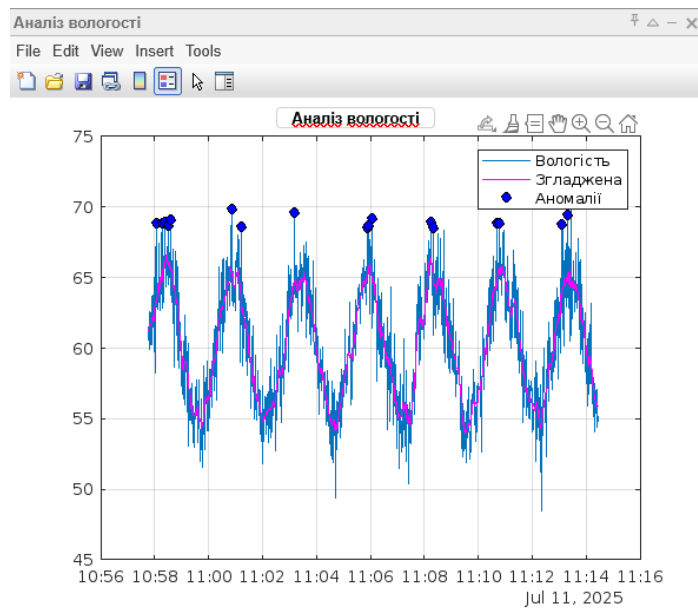 Аналіз вологості
File Edit View Insert Tools
Аналіз вологості
Вологість
Згладжена
Аномалії
75
70
65
60
55
50
45
10:56 10:58 11:00 11:02 11:04 11:06 11:08 11:10 11:12 11:14 11:16
Jul 11, 2025